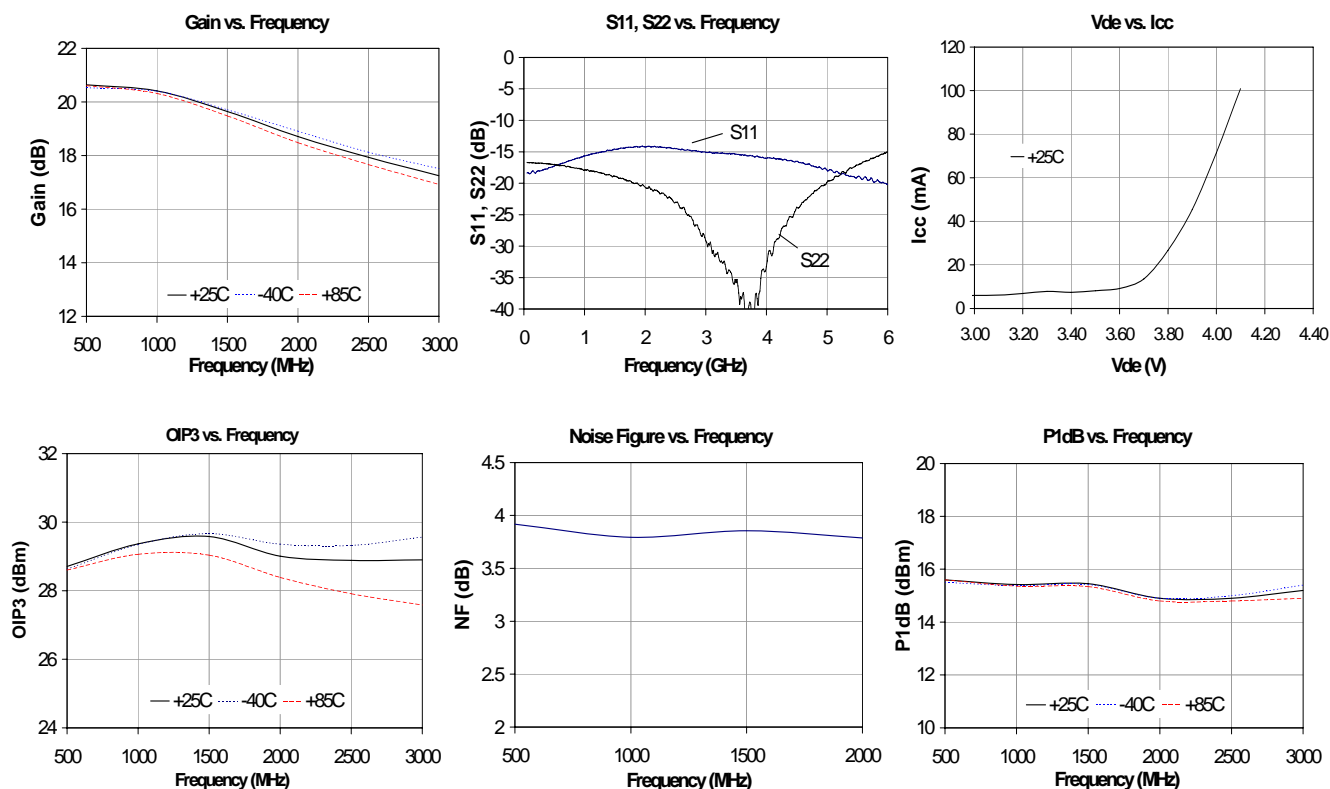 Gain vs. Frequency
22
20
18
16
14
12
Gain (dB)
+25C -40C +85C
500 1000 1500 2000 2500 3000
Frequency (MHz)
S11, S22 vs. Frequency
0
-5
-10
-15
-20
-25
-30
-35
-40
S11, S22 (dB)
S11
S22
0 1 2 3 4 5 6
Frequency (GHz)
Vde vs. Icc
120
100
80
60
40
20
0
Icc (mA)
+25C
3.00 3.20 3.40 3.60 3.80 4.00 4.20 4.40
Vde (V)
OIP3 vs. Frequency
32
30
28
26
24
OIP3 (dBm)
+25C -40C +85C
500 1000 1500 2000 2500 3000
Frequency (MHz)
Noise Figure vs. Frequency
4.5
4
3.5
3
2.5
2
NF (dB)
500 1000 1500 2000
Frequency (MHz)
P1dB vs. Frequency
20
18
16
14
12
10
P1dB (dBm)
+25C -40C +85C
500 1000 1500 2000 2500 3000
Frequency (MHz)